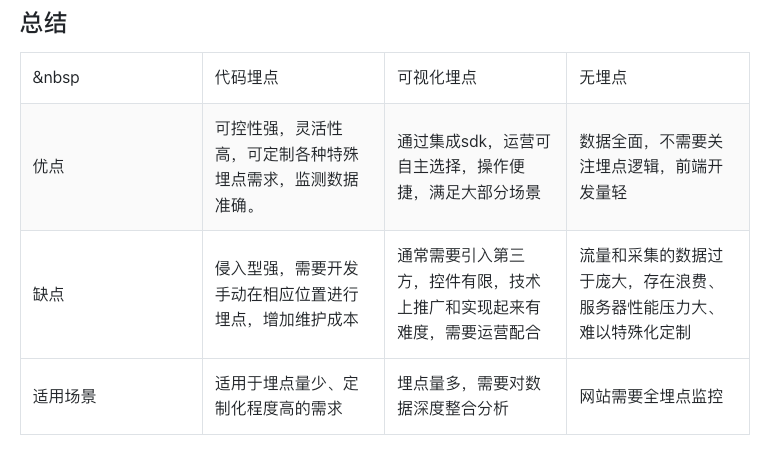 总结
&nbsp
代码埋点
可视化埋点
无埋点
优点
可控性强，灵活性
高，可定制各种特殊
埋点需求，监测数据
准确。
通过集成sdk，运营可
自主选择，操作便
捷，满足大部分场景
数据全面，不需要关
注埋点逻辑，前端开
发量轻
缺点
侵入型强，需要开发
手动在相应位置进行
埋点，增加维护成本
通常需要引入第三
方，控件有限，技术
上推广和实现起来有
难度，需要运营配合
流量和采集的数据过
于庞大，存在浪费、
服务器性能压力大、
难以特殊化定制
适用场景
适用于埋点量少、定
制化程度高的需求
埋点量多，需要对数
据深度整合分析
网站需要全埋点监控